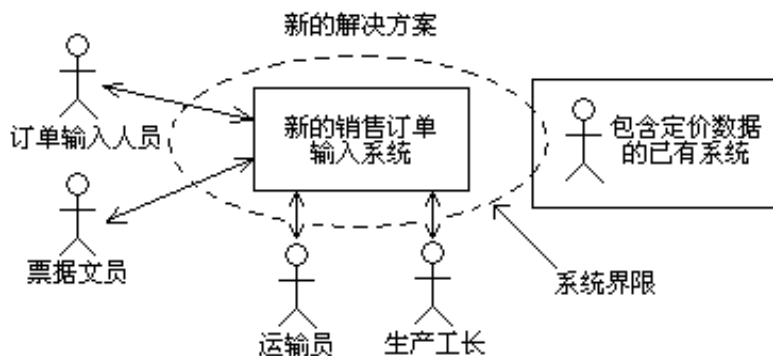 新的解决方案
订单输入人员
新的销售订单
输入系统
包含定价数据
的已有系统
票据文员
运输员
生产工长
系统界限